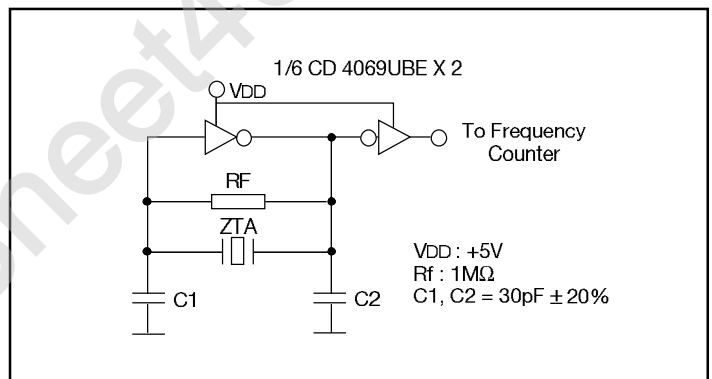 1/6 CD 4069UBE X 2
VDD
To Frequency
Counter
RF
ZTA
C1
C2
VDD : +5V
Rf : 1MΩ
C1, C2 = 30pF ± 20%